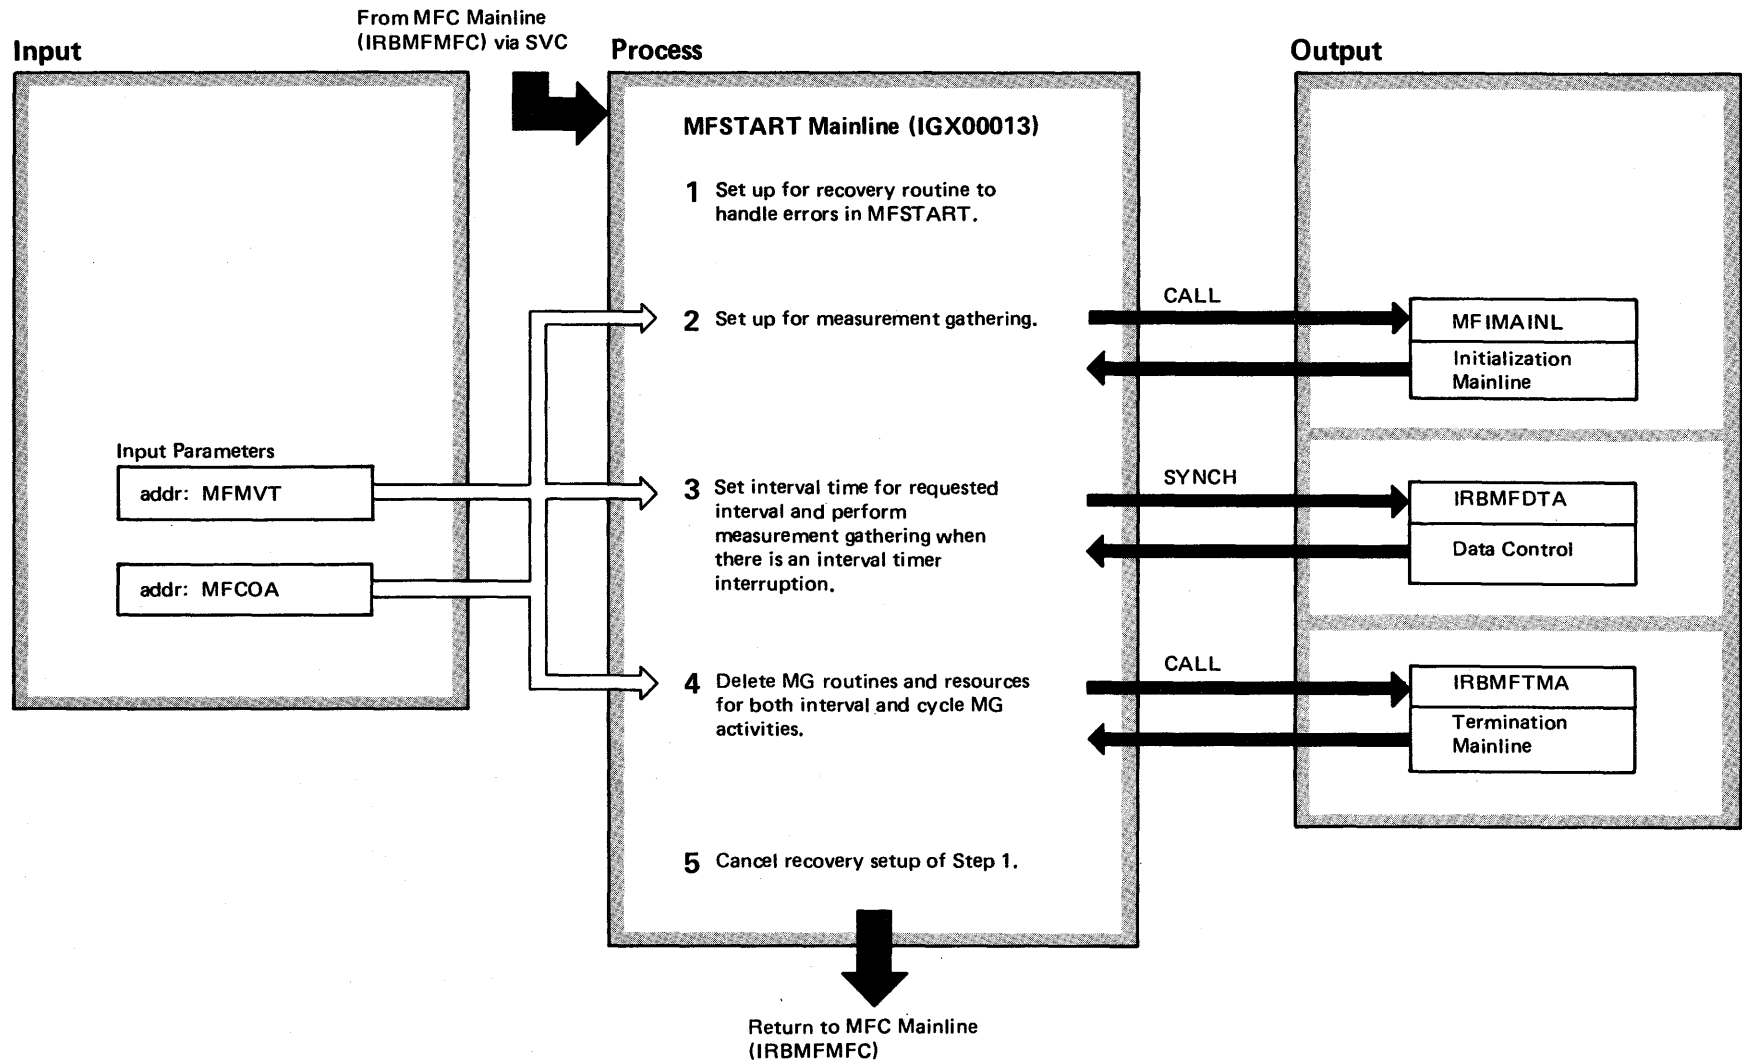 From MFC Mainline
(IRBMFMFC) via SVC
Input
Process
Output
MFSTART Mainline (IGX00013)
1 Set up for recovery routine to
handle errors in MFSTART.
2 Set up for measurement gathering.
CALL
MFIMAINL
Initialization
Mainline
Input Parameters
addr: MFMVT
addr: MFCOA
3 Set interval time for requested
interval and perform
measurement gathering when
there is an interval timer
interruption.
SYNCH
IRBMFDTA
Data Control
4 Delete MG routines and resources
for both interval and cycle MG
activities.
CALL
IRBMFTMA
Termination
Mainline
5 Cancel recovery setup of Step 1.
Return to MFC Mainline
(IRBMFMFC)